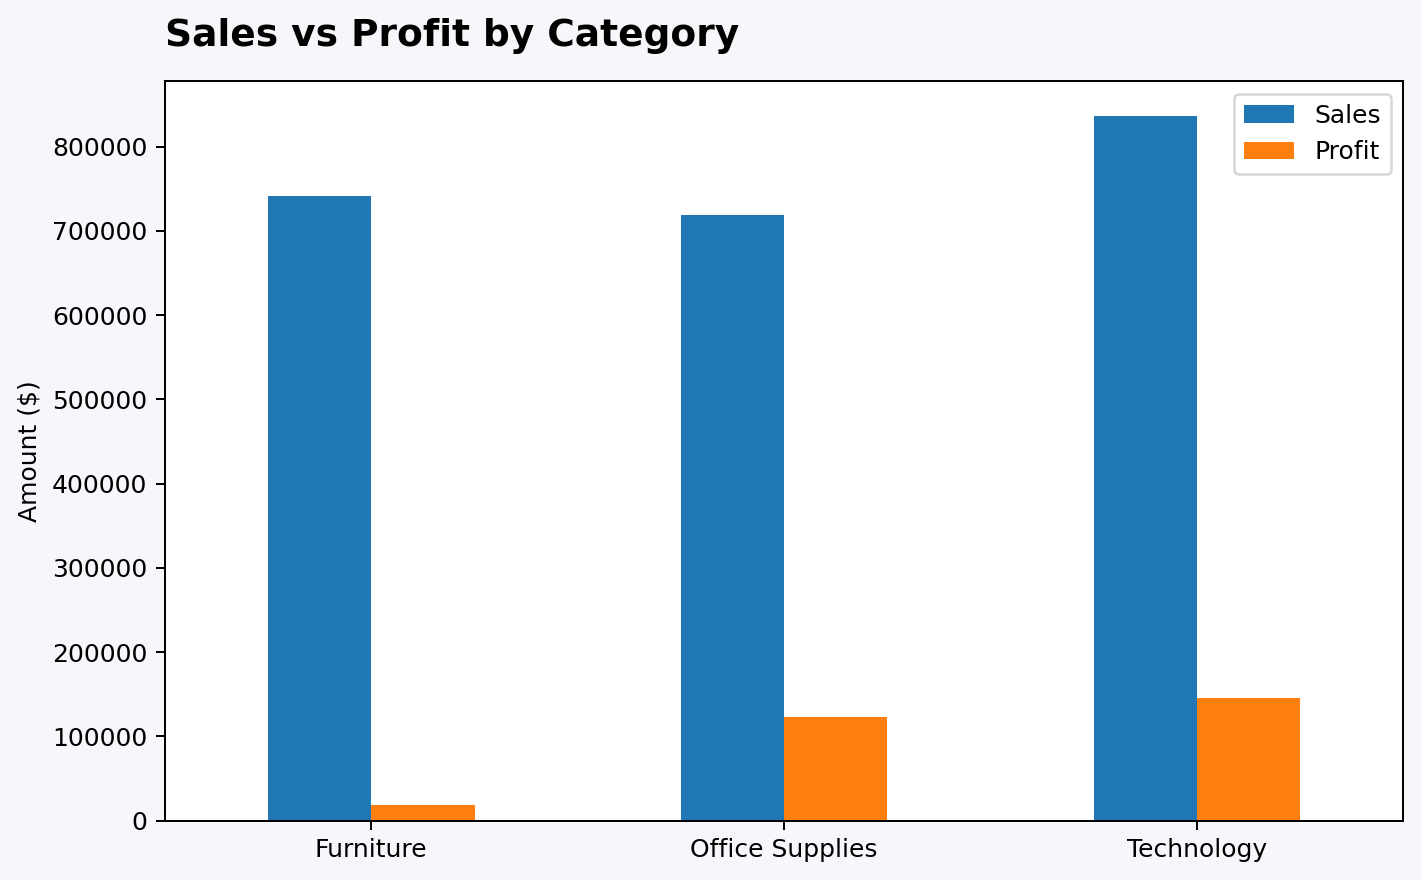 Sales vs Profit by Category
Sales
Profit
800000
700000
600000
500000
400000
300000
200000
100000
0
Amount ($)
Furniture
Office Supplies
Technology